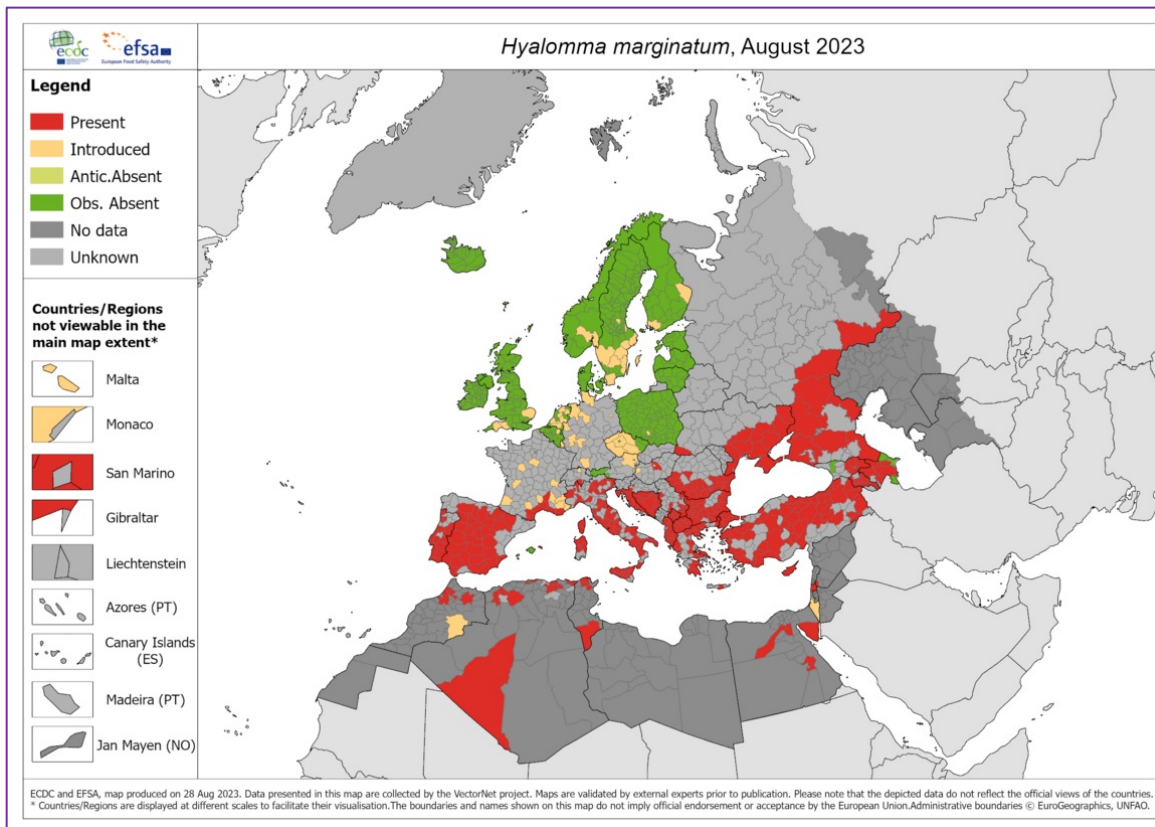 ecdc
efsa
European Food Safety Authority
Hyalomma marginatum, August 2023
Legend
Present
Introduced
Antic.Absent
Obs. Absent
No data
Unknown
Countries/Regions
not viewable in the
main map extent*
Malta
Monaco
San Marino
Gibraltar
Liechtenstein
Azores (PT)
Canary Islands
(ES)
Madeira (PT)
Jan Mayen (NO)
ECDC and EFSA, map produced on 28 Aug 2023. Data presented in this map are collected by the VectorNet project. Maps are validated by external experts prior to publication. Please note that the depicted data do not reflect the official views of the countries.
* Countries/Regions are displayed at different scales to facilitate their visualisation.The boundaries and names shown on this map do not imply official endorsement or acceptance by the European Union.Administrative boundaries © EuroGeographics, UNFAO.